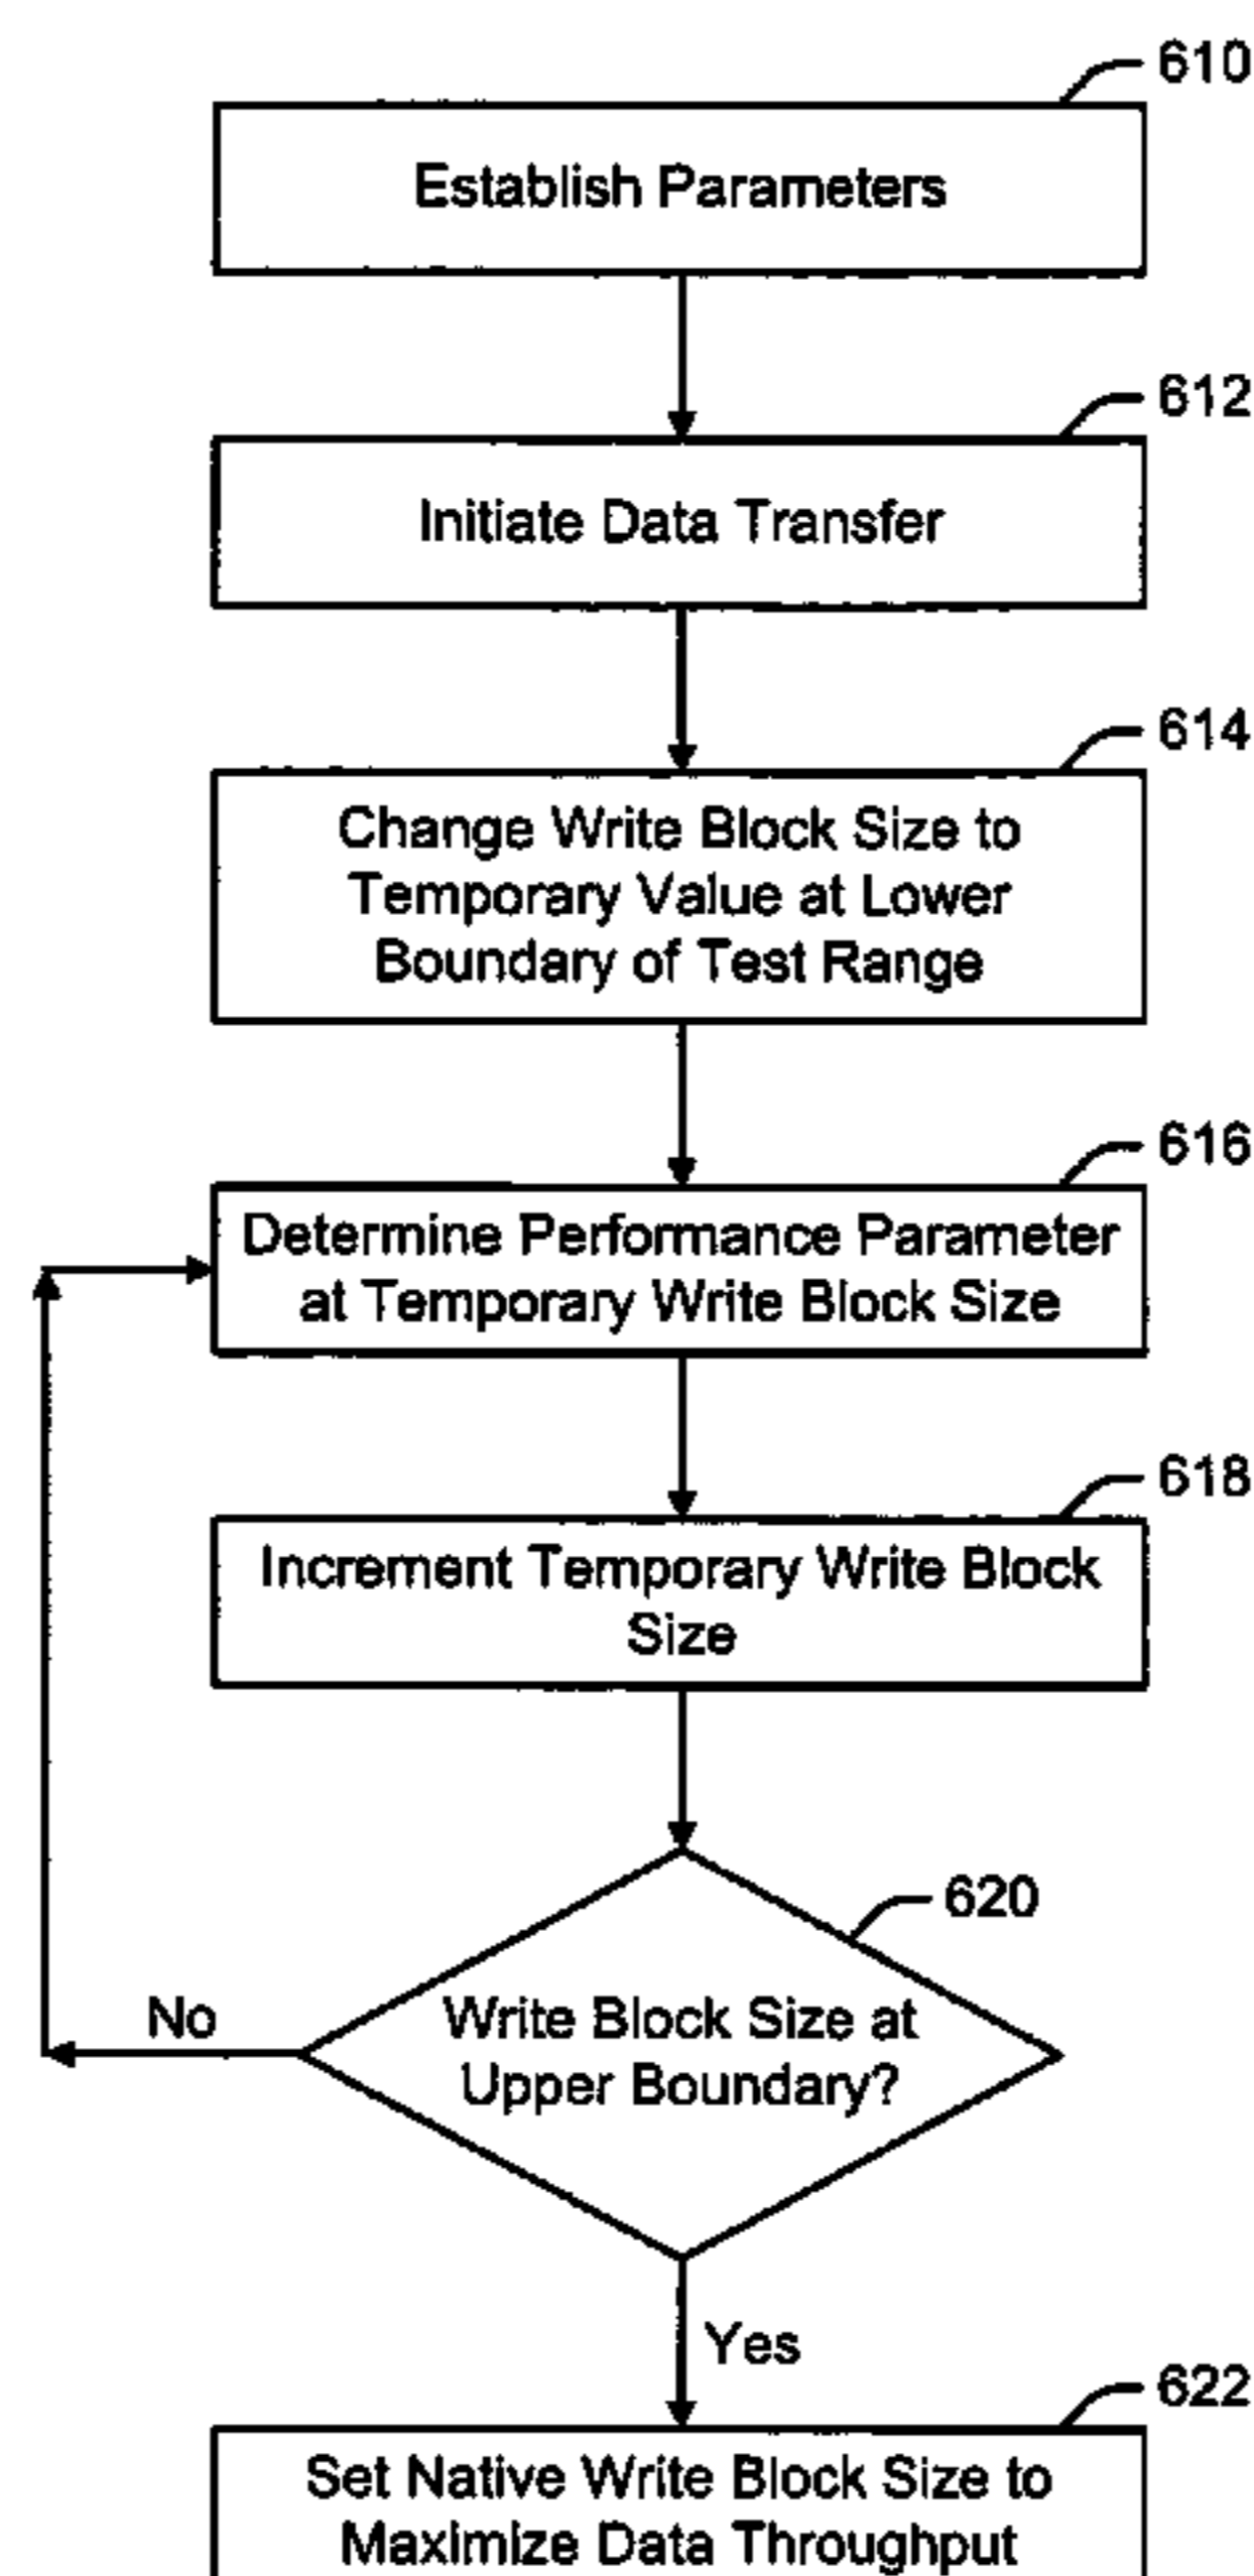 610
Establish Parameters
612
Initiate Data Transfer
614
Change Write Block Size to
Temporary Value at Lower
Boundary of Test Range
616
Determine Performance Parameter
at Temporary Write Block Size
618
Increment Temporary Write Block
Size
620
Write Block Size at
Upper Boundary?
No
Yes
622
Set Native Write Block Size to
Maximize Data Throughput